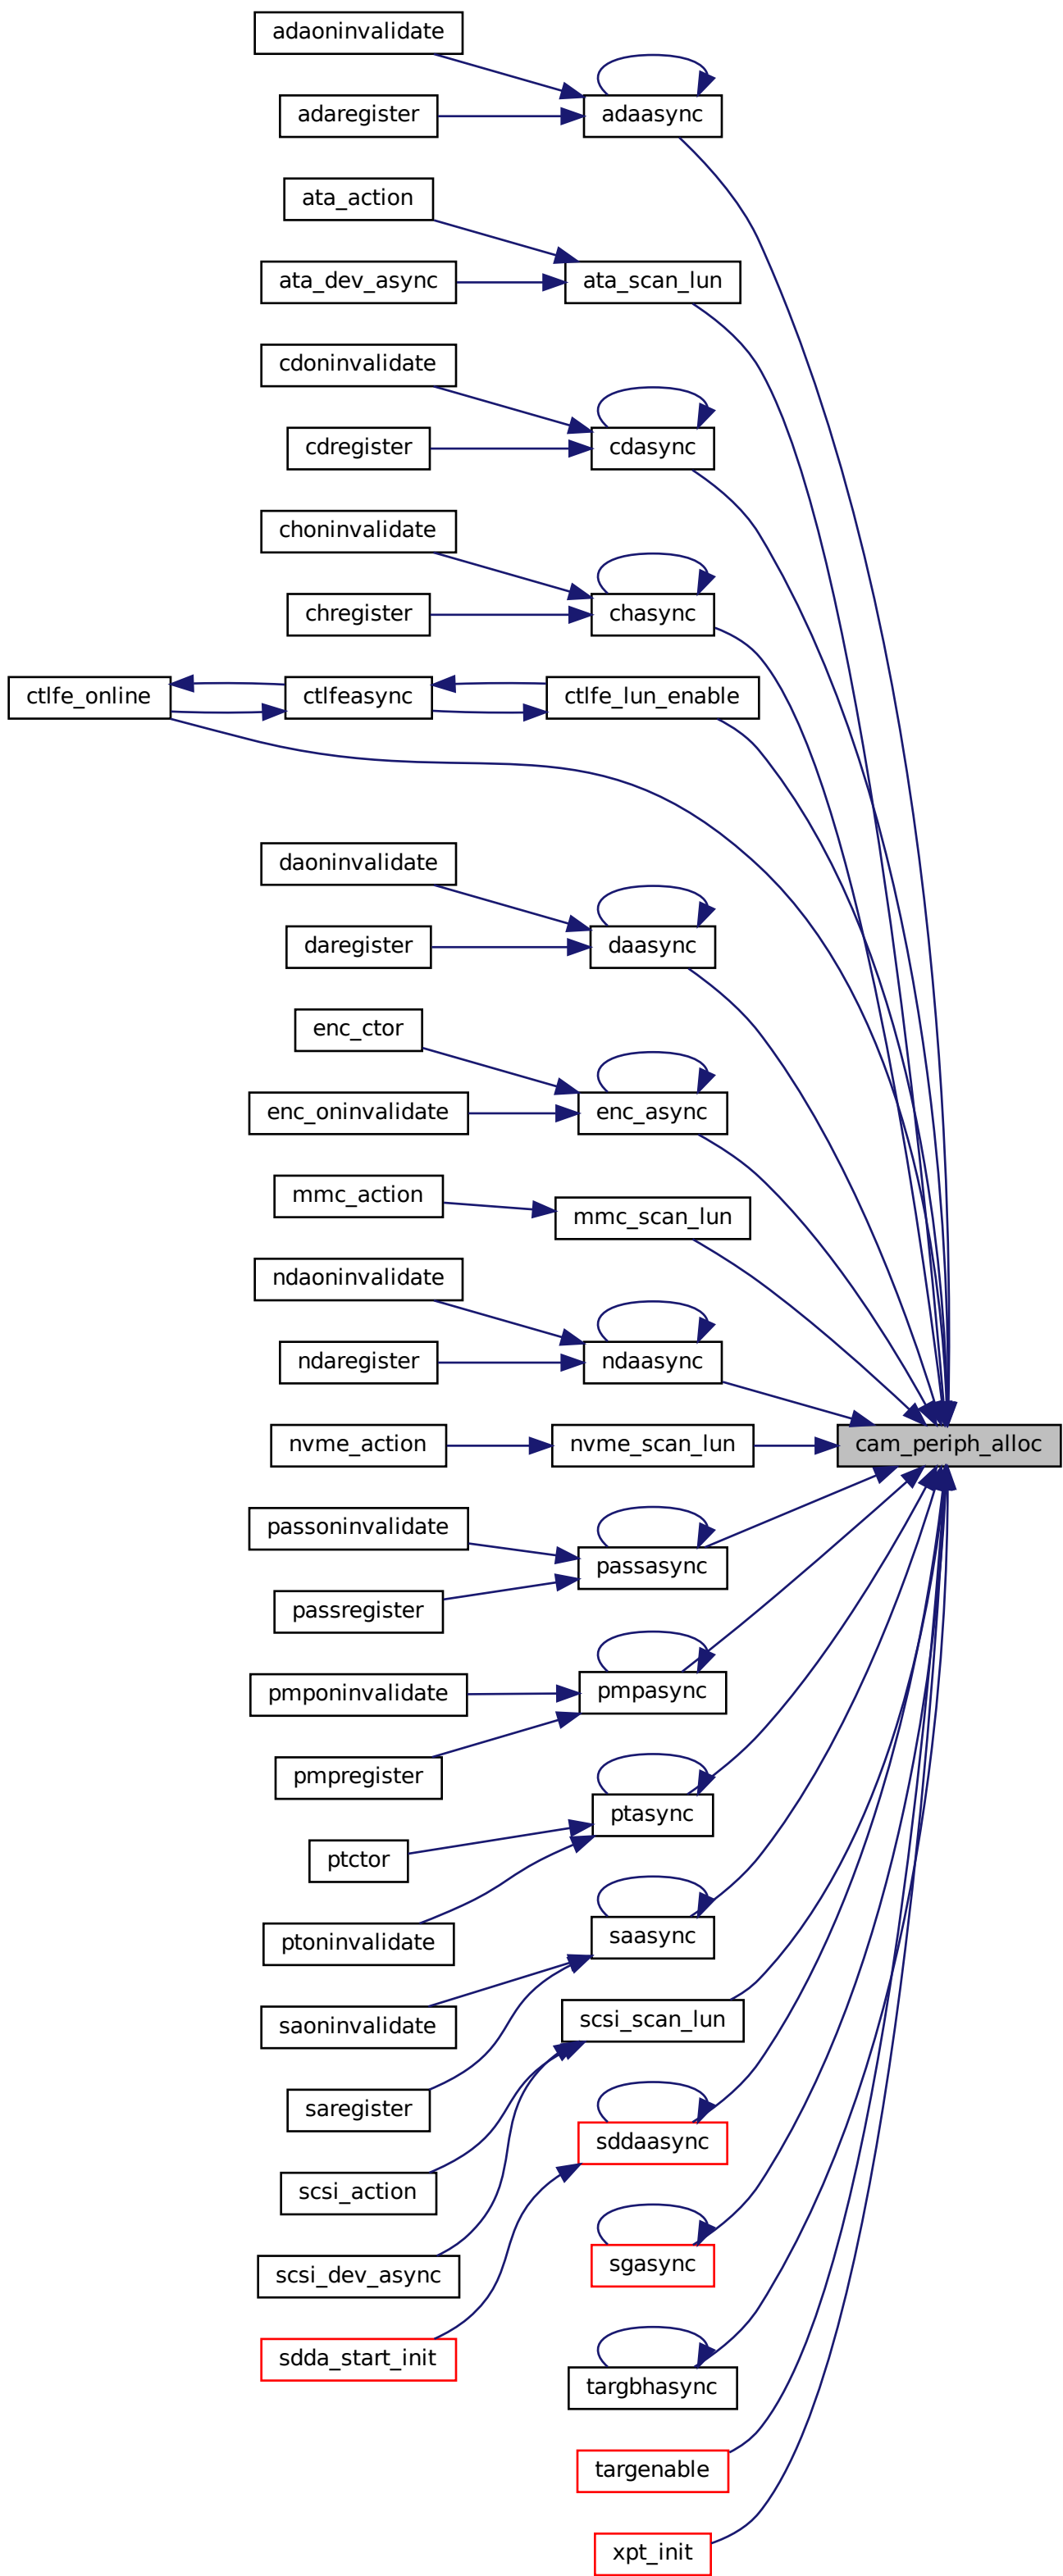 adaoninvalidate
adaasync
adaregister
ata_action
ata_dev_async
ata_scan_lun
cdoninvalidate
cdregister
cdasync
choninvalidate
chregister
chasync
ctlfe_online
ctlfeasync
ctlfe_lun_enable
daoninvalidate
daregister
daasync
enc_ctor
enc_oninvalidate
enc_async
mmc_action
mmc_scan_lun
ndaoninvalidate
ndaregister
ndaasync
nvme_action
nvme_scan_lun
cam_periph_alloc
passoninvalidate
passasync
passregister
pmponinvalidate
pmpasync
pmpregister
ptasync
ptctor
ptoninvalidate
saasync
saoninvalidate
scsi_scan_lun
saregister
sddaasync
scsi_action
sgasync
scsi_dev_async
sdda_start_init
targbhasync
targenable
xpt_init